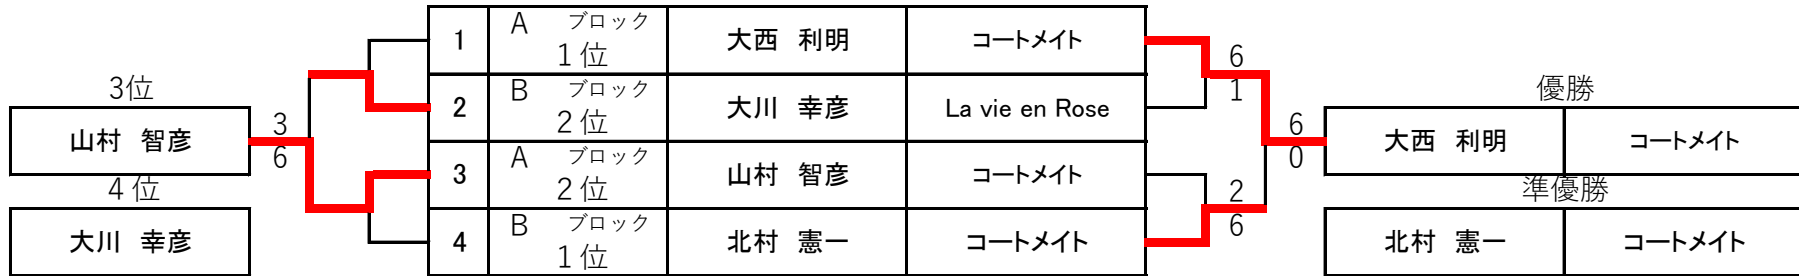 1 A ブロック 1位 大西 利明 コートメイト
2 B ブロック 2位 大川 幸彦 La vie en Rose
3 A ブロック 2位 山村 智彦 コートメイト
4 B ブロック 1位 北村 憲一 コートメイト
3位
山村 智彦
4位
大川 幸彦
3
6
6
1
2
6
6
0
優勝
大西 利明 コートメイト
準優勝
北村 憲一 コートメイト